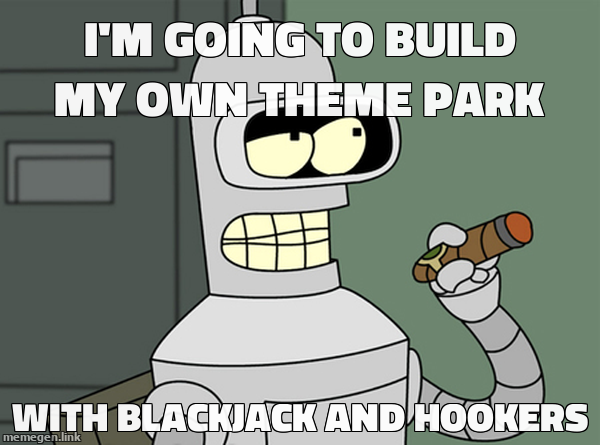 I'M GOING TO BUILD
MY OWN THEME PARK
WITH BLACKJACK AND HOOKERS
memegen.link